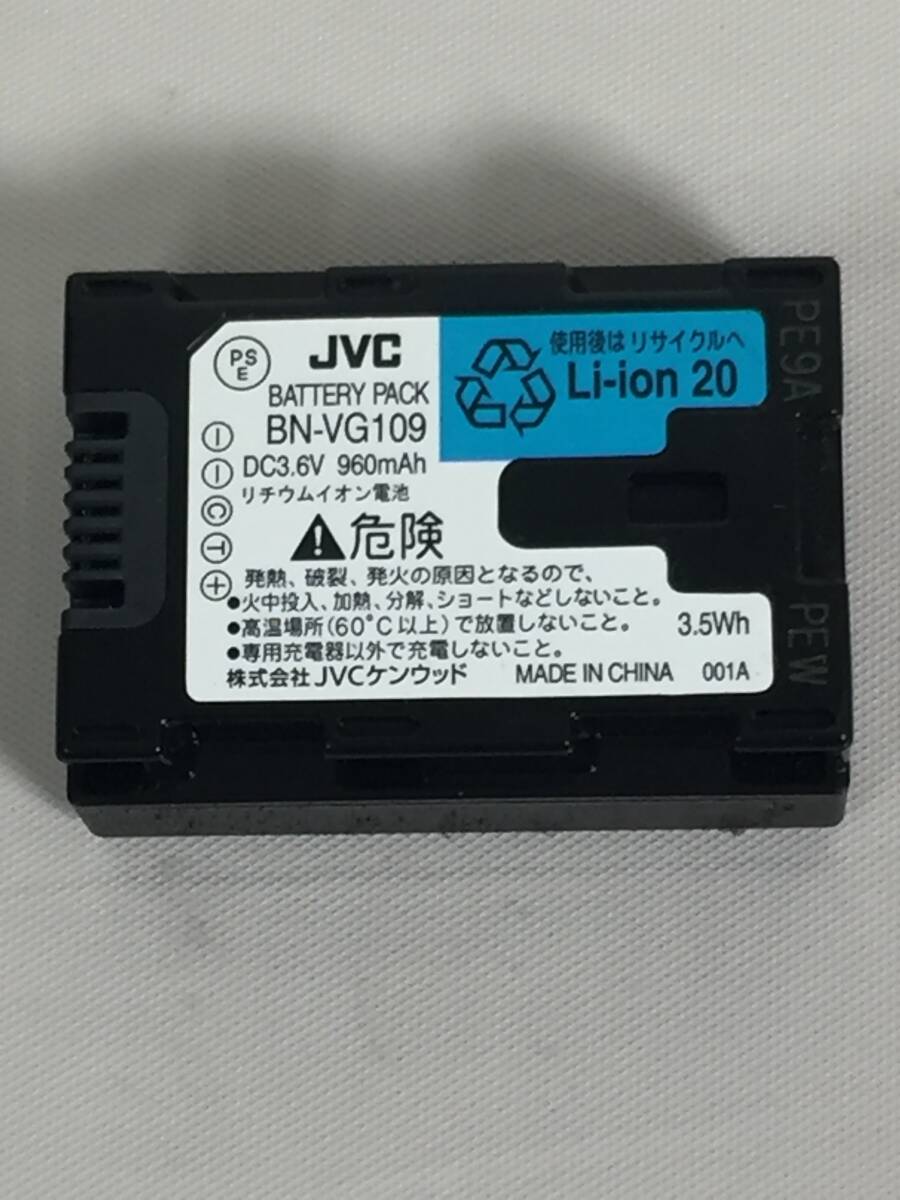 PS
E
JVC
BATTERY PACK
BN-VG109
DC3.6V 960mAh
リチウムイオン電池
使用後はリサイクルへ
Li-ion 20
⊖
⊖
Ⓒ
Ⓣ
⊕
危険
発熱、破裂、発火の原因となるので、
●火中投入、加熱、分解、ショートなどしないこと。
●高温場所(60°C以上)で放置しないこと。
●専用充電器以外で充電しないこと。
3.5Wh
株式会社JVCケンウッド MADE IN CHINA 001A
PE9A
PEW